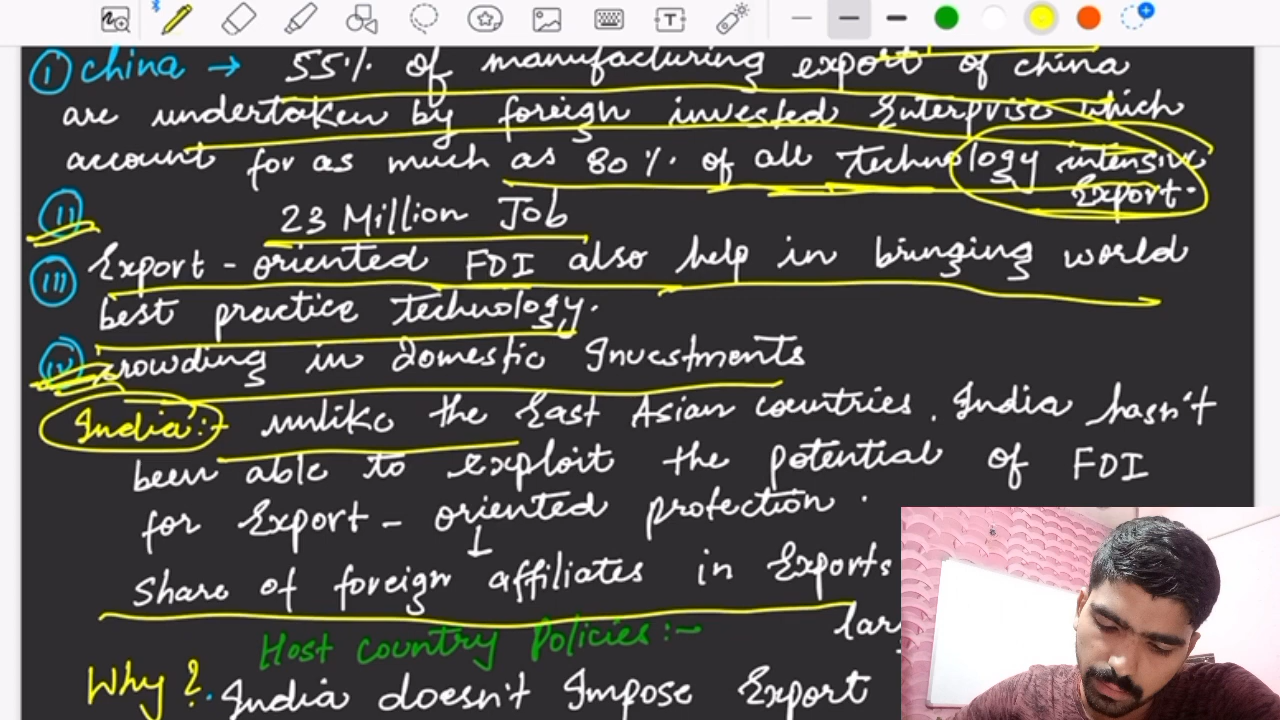 (i) China → 55% of manufacturing export of china
are undertaken by foreign invested Enterprise which
account for as much as 80% of all technology intensive
Export.
(ii) 23 Million Job
(iii) Export - oriented FDI also help in bringing world
best practice technology.
(iv) crowding in domestic Investments
India:- unlike the East Asian countries. India hasn't
been able to exploit the potential of FDI
for Export - oriented protection.
Share of foreign affiliates in Exports
Host country Policies:-
Why?. India doesn't Impose Export